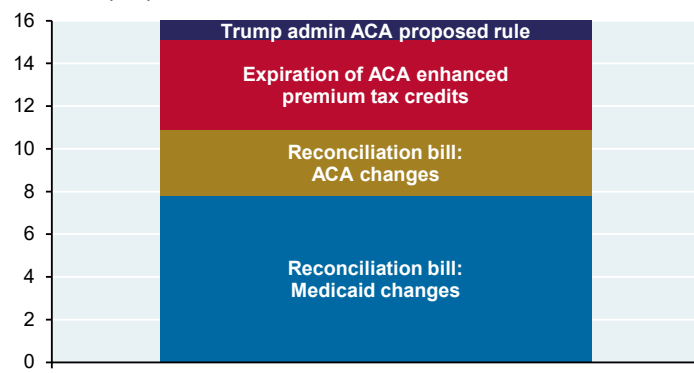 16
Trump admin ACA proposed rule
14
Expiration of ACA enhanced
premium tax credits
12
10
Reconciliation bill:
ACA changes
8
6
Reconciliation bill:
Medicaid changes
4
2
0